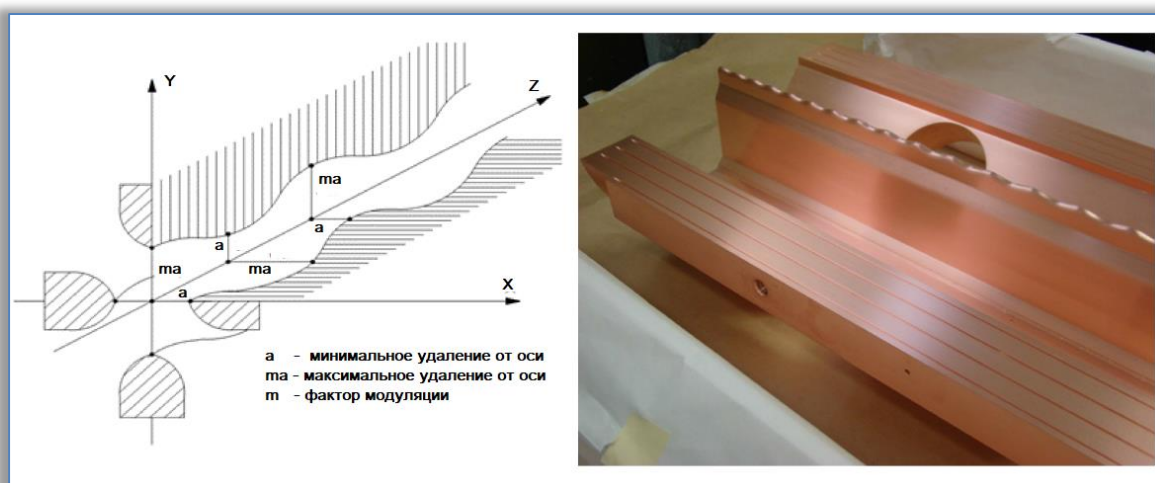 Y
Z
ma
a
a
ma
ma
a
X
a - минимальное удаление от оси
ma - максимальное удаление от оси
m - фактор модуляции